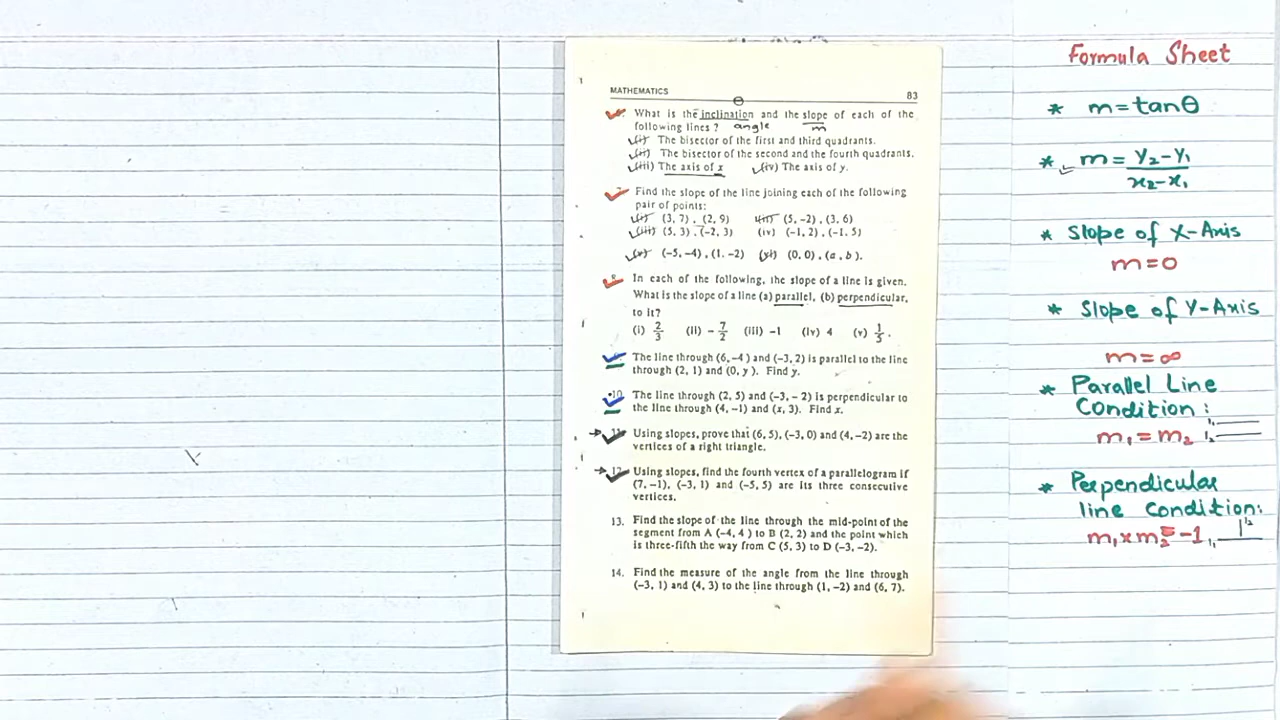 MATHEMATICS 83
θ
What is the inclination and the slope of each of the
following lines ? angle m
(i) The bisector of the first and third quadrants.
(ii) The bisector of the second and the fourth quadrants.
(iii) The axis of x (iv) The axis of y.
Find the slope of the line joining each of the following
pair of points:
(i) (3, 7) , (2, 9) (ii) (5, -2) , (3, 6)
(iii) (5, 3) , (-2, 3) (iv) (-1, 2) , (-1, 5)
(v) (-5, -4) , (1, -2) (vi) (0, 0) , (a, b).
In each of the following, the slope of a line is given.
What is the slope of a line (a) parallel, (b) perpendicular,
to it?
(i) 2/3 (ii) -7/2 (iii) -1 (iv) 4 (v) 1/5 .
The line through (6, -4) and (-3, 2) is parallel to the line
through (2, 1) and (0, y). Find y.
10. The line through (2, 5) and (-3, -2) is perpendicular to
the line through (4, -1) and (x, 3). Find x.
11. Using slopes, prove that (6, 5), (-3, 0) and (4, -2) are the
vertices of a right triangle.
12. Using slopes, find the fourth vertex of a parallelogram if
(7, -1), (-3, 1) and (-5, 5) are its three consecutive
vertices.
13. Find the slope of the line through the mid-point of the
segment from A (-4, 4) to B (2, 2) and the point which
is three-fifth the way from C (5, 3) to D (-3, -2).
14. Find the measure of the angle from the line through
(-3, 1) and (4, 3) to the line through (1, -2) and (6, 7).
Formula Sheet
* m = tanθ
* m = y₂-y₁/x₂-x₁
* Slope of X-Axis
m = 0
* Slope of Y-Axis
m = ∞
* Parallel Line
Condition :
m₁ = m₂ l₁ l₂
* Perpendicular
line Condition:
m₁ x m₂ = -1 l₁ l₂